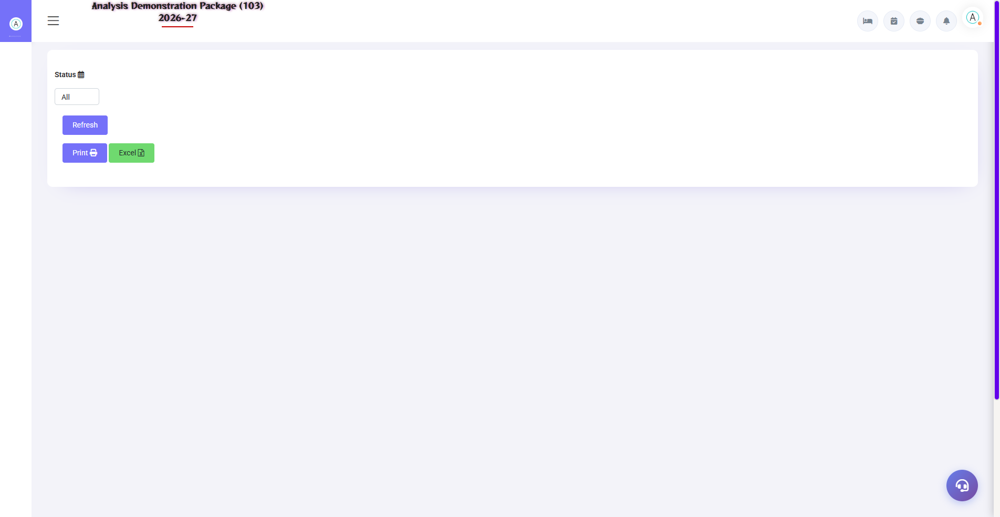 Analysis Demonstration Package (103)
2026-27
Status
All
Refresh
Print
Excel